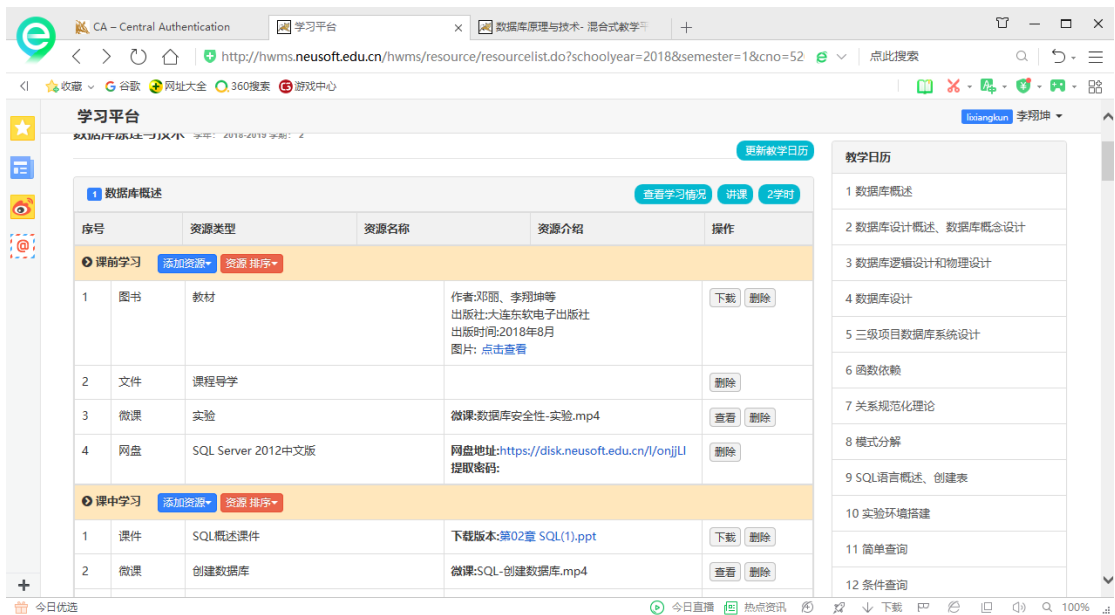 CA – Central Authentication
学习平台
数据库原理与技术- 混合式教学平
http://hwms.neusoft.edu.cn/hwms/resource/resourcelist.do?schoolyear=2018&semester=1&cno=52
点此搜索
收藏
谷歌
网址大全
360搜索
游戏中心
学习平台
lixiangkun 李翔坤
数据库原理与技术 学年: 2018-2019 学期: 2
更新教学日历
1 数据库概述
查看学习情况 讲课 2学时
序号 资源类型 资源名称 资源介绍 操作
课前学习 添加资源 资源 排序
1 图书 教材 作者:邓丽、李翔坤等 下载 删除
出版社:大连东软电子出版社
出版时间:2018年8月
图片: 点击查看
2 文件 课程导学 删除
3 微课 实验 微课:数据库安全性-实验.mp4 查看 删除
4 网盘 SQL Server 2012中文版 网盘地址:https://disk.neusoft.edu.cn/l/onjjLI 删除
提取密码:
课中学习 添加资源 资源 排序
1 课件 SQL概述课件 下载版本:第02章 SQL(1).ppt 下载 删除
2 微课 创建数据库 微课:SQL-创建数据库.mp4 查看 删除
教学日历
1 数据库概述
2 数据库设计概述、数据库概念设计
3 数据库逻辑设计和物理设计
4 数据库设计
5 三级项目数据库系统设计
6 函数依赖
7 关系规范化理论
8 模式分解
9 SQL语言概述、创建表
10 实验环境搭建
11 简单查询
12 条件查询
今日优选
今日直播
热点资讯
下载
100%